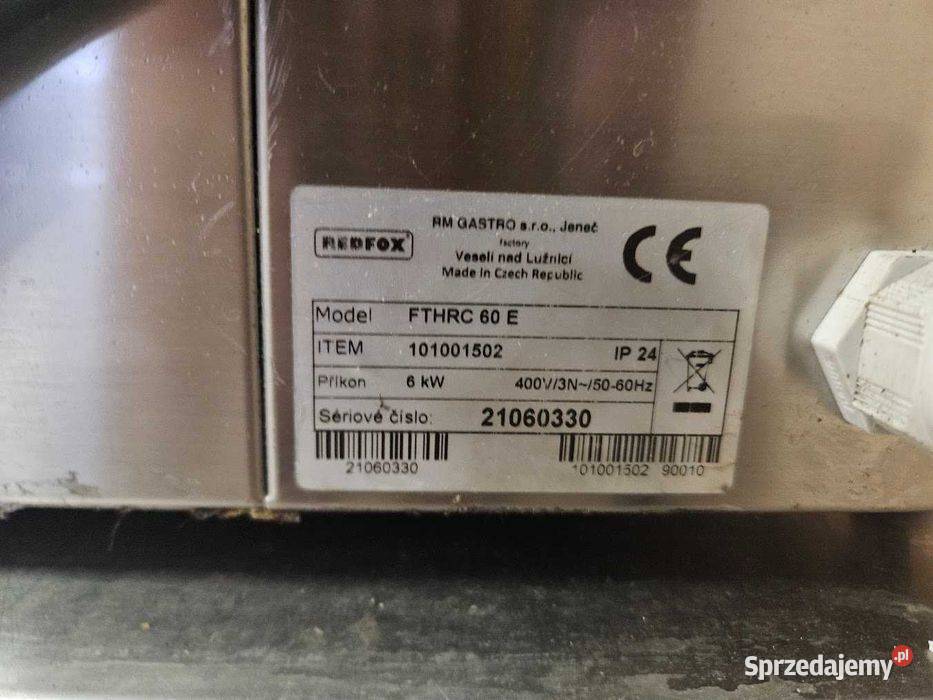 REDFOX
RM GASTRO s.r.o., Jeneč
factory
Veselí nad Lužnicí
Made in Czech Republic
CE
Model FTHRC 60 E
ITEM 101001502 IP 24
Příkon 6 kW 400V/3N~/50-60Hz
Sériové číslo: 21060330
21060330 101001502 90010
Sprzedajemy.pl